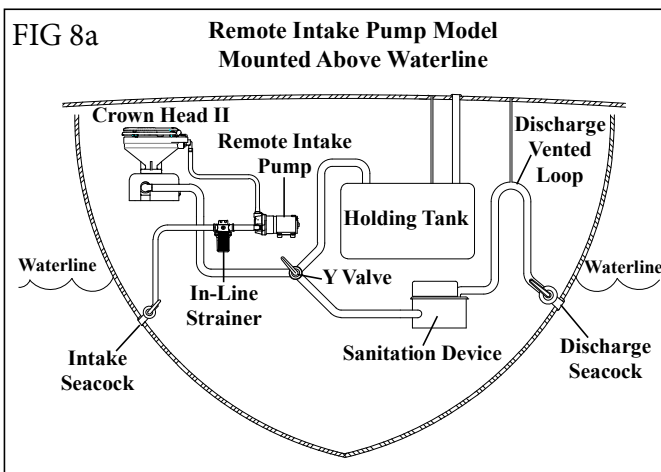 FIG 8a
Remote Intake Pump Model
Mounted Above Waterline
Crown Head II
Remote Intake
Pump
Discharge
Vented
Loop
Holding Tank
Waterline
Waterline
Y Valve
In-Line
Strainer
Sanitation Device
Intake
Seacock
Discharge
Seacock